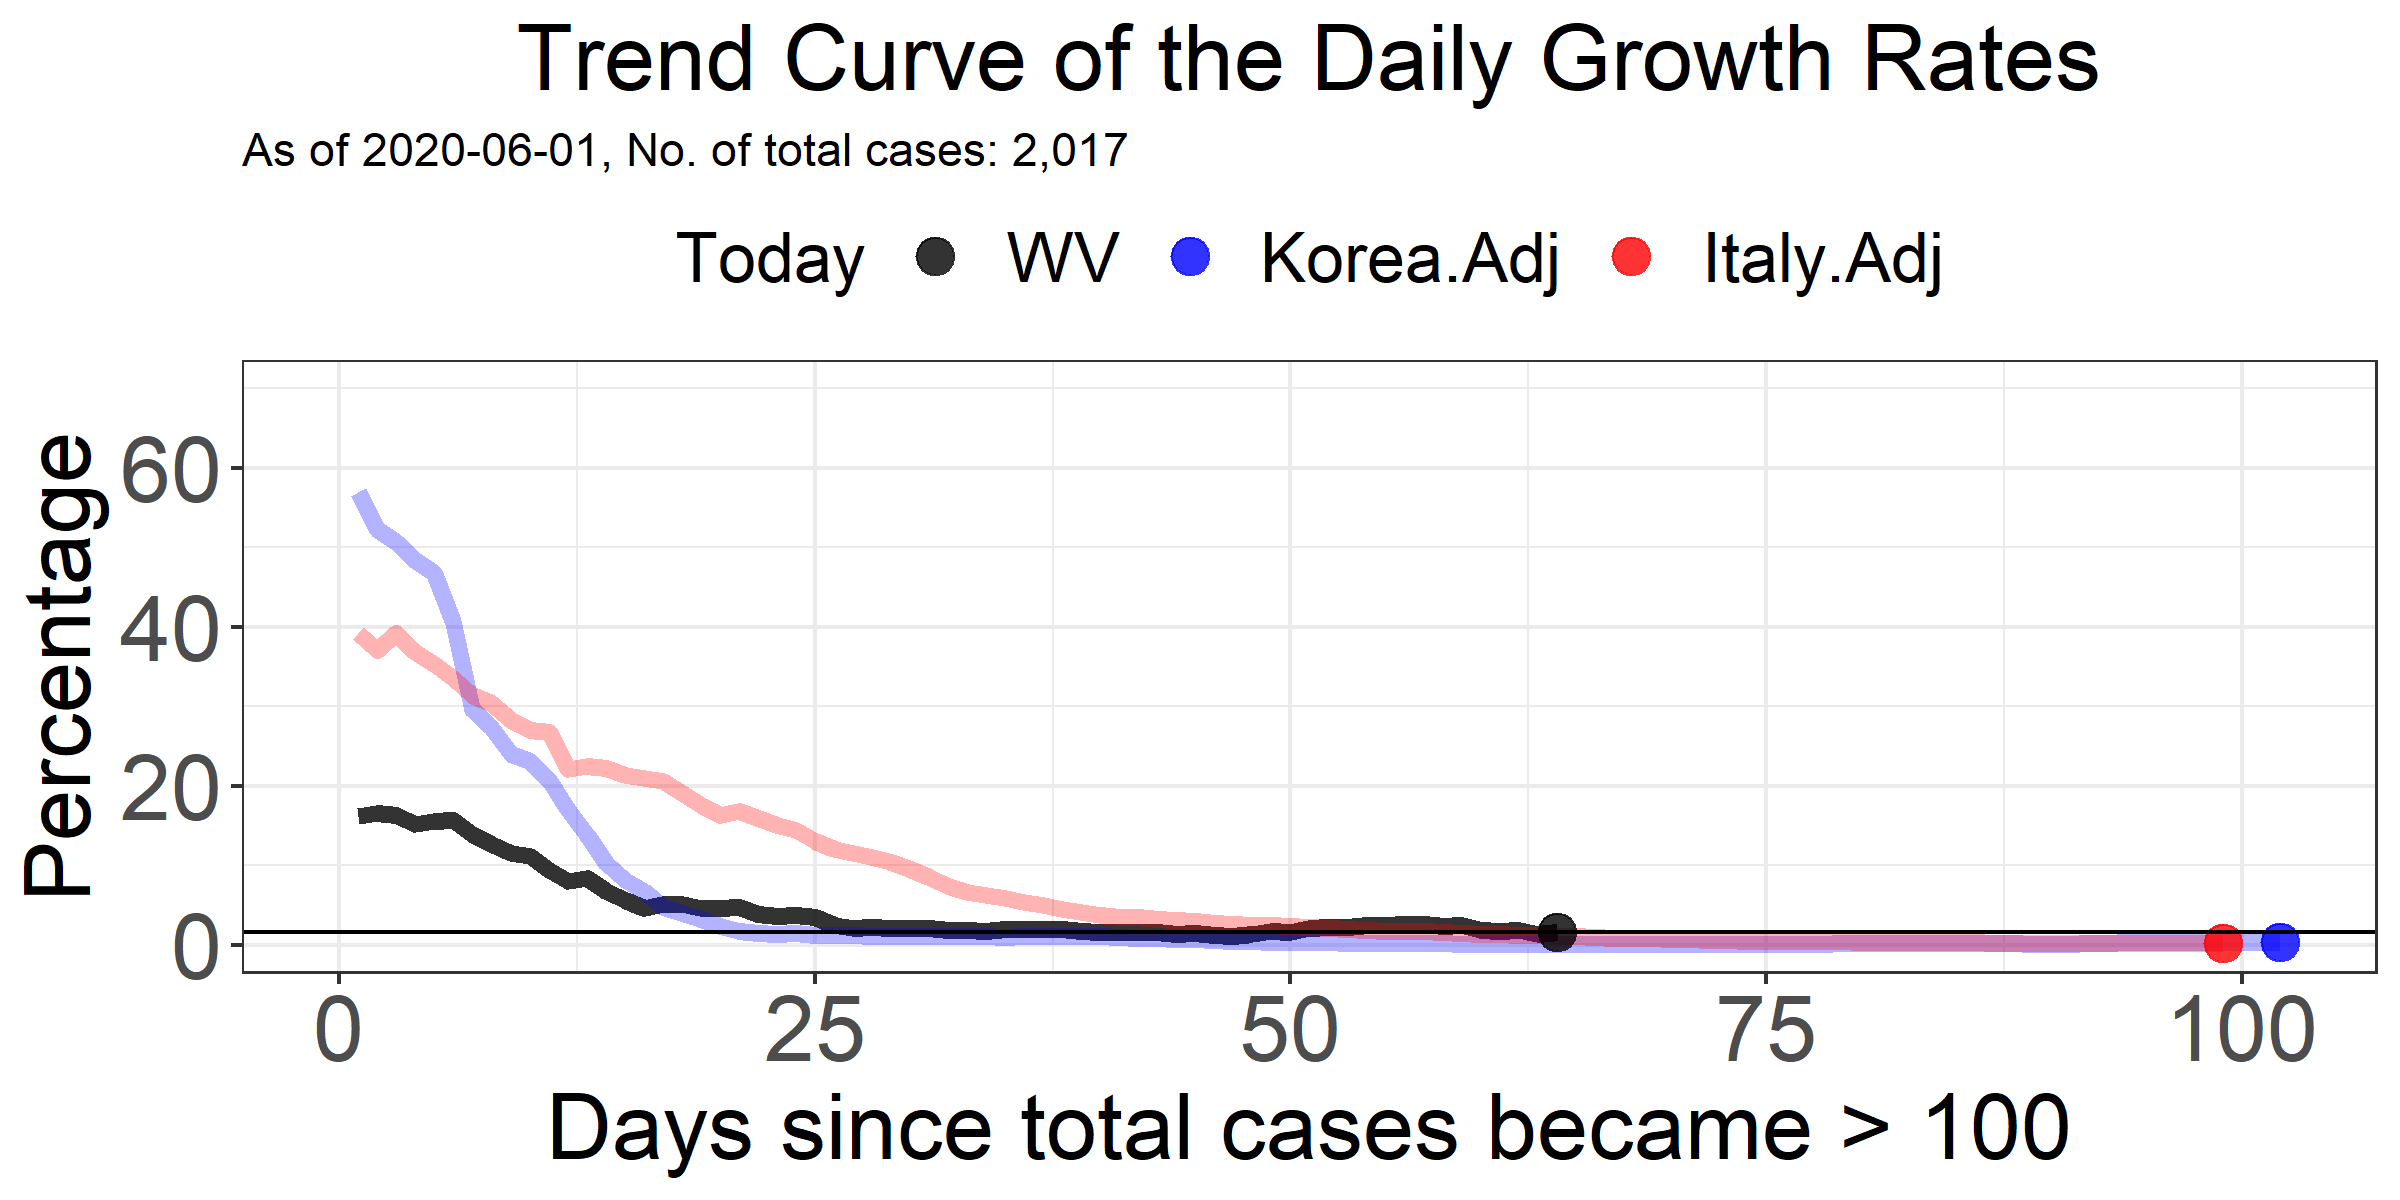 Trend Curve of the Daily Growth Rates
As of 2020-06-01, No. of total cases: 2,017
Today WV Korea.Adj Italy.Adj
Percentage
60
40
20
0
0 25 50 75 100
Days since total cases became > 100